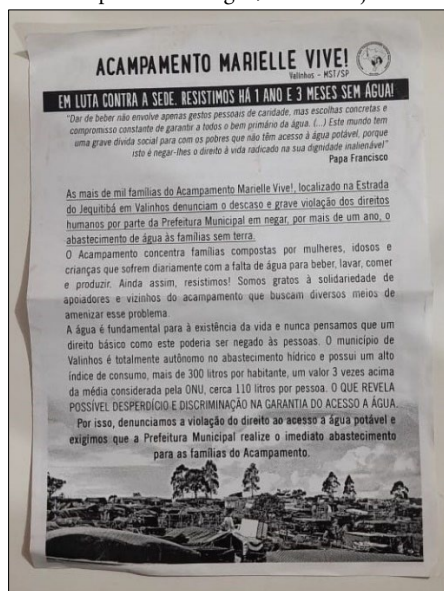 ACAMPAMENTO MARIELLE VIVE!
Valinhos - MST/SP
EM LUTA CONTRA A SEDE. RESISTIMOS HÁ 1 ANO E 3 MESES SEM ÁGUA!
"Dar de beber não envolve apenas gestos pessoais de caridade, mas escolhas concretas e
compromisso constante de garantir a todos o bem primário da água. (...) Este mundo tem
uma grave dívida social para com os pobres que não têm acesso à água potável, porque
isto é negar-lhes o direito à vida radicado na sua dignidade inalienável"
Papa Francisco
As mais de mil famílias do Acampamento Marielle Vive!, localizado na Estrada
do Jequitibá em Valinhos denunciam o descaso e grave violação dos direitos
humanos por parte da Prefeitura Municipal em negar, por mais de um ano, o
abastecimento de água às famílias sem terra.
O Acampamento concentra famílias compostas por mulheres, idosos e
crianças que sofrem diariamente com a falta de água para beber, lavar, comer
e produzir. Ainda assim, resistimos! Somos gratos à solidariedade de
apoiadores e vizinhos do acampamento que buscam diversos meios de
amenizar esse problema.
A água é fundamental para à existência da vida e nunca pensamos que um
direito básico como este poderia ser negado às pessoas. O município de
Valinhos é totalmente autônomo no abastecimento hídrico e possui um alto
índice de consumo, mais de 300 litros por habitante, um valor 3 vezes acima
da média considerada pela ONU, cerca 110 litros por pessoa. O QUE REVELA
POSSÍVEL DESPERDÍCIO E DISCRIMINAÇÃO NA GARANTIA DO ACESSO A ÁGUA.
Por isso, denunciamos a violação do direito ao acesso a água potável e
exigimos que a Prefeitura Municipal realize o imediato abastecimento
para as famílias do Acampamento.